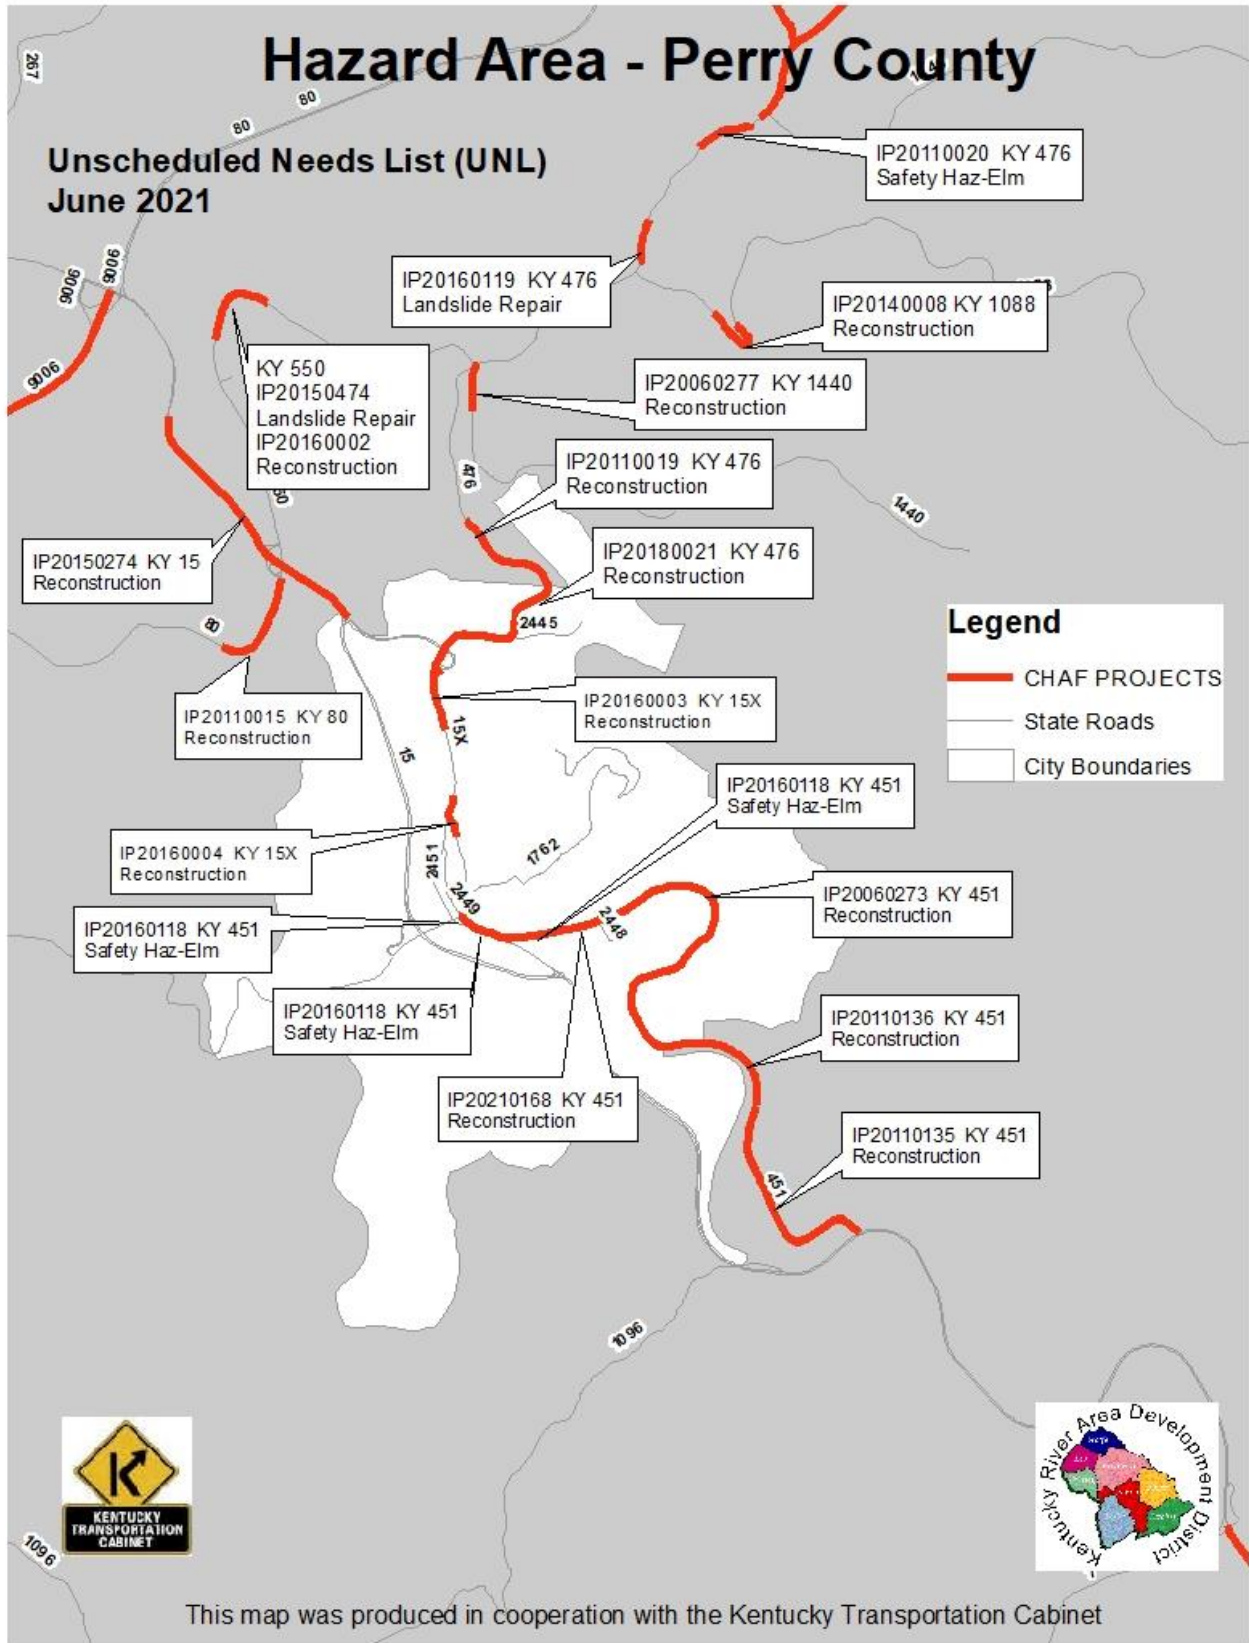 Hazard Area - Perry County
Unscheduled Needs List (UNL)
June 2021
267
80
80
IP20110020 KY 476
Safety Haz-Elm
9006
9006
9006
IP20160119 KY 476
Landslide Repair
IP20140008 KY 1088
Reconstruction
KY 550
IP20150474
Landslide Repair
IP20160002
Reconstruction
IP20060277 KY 1440
Reconstruction
476
IP20110019 KY 476
Reconstruction
1440
IP20150274 KY 15
Reconstruction
IP20180021 KY 476
Reconstruction
2445
80
Legend
CHAF PROJECTS
State Roads
City Boundaries
IP20110015 KY 80
Reconstruction
IP20160003 KY 15X
Reconstruction
15X
15
IP20160118 KY 451
Safety Haz-Elm
IP20160004 KY 15X
Reconstruction
2451
1762
2449
2448
IP20060273 KY 451
Reconstruction
IP20160118 KY 451
Safety Haz-Elm
IP20160118 KY 451
Safety Haz-Elm
IP20110136 KY 451
Reconstruction
IP20210168 KY 451
Reconstruction
IP20110135 KY 451
Reconstruction
451
1096
KENTUCKY
TRANSPORTATION
CABINET
Kentucky River Area Development District
1096
This map was produced in cooperation with the Kentucky Transportation Cabinet